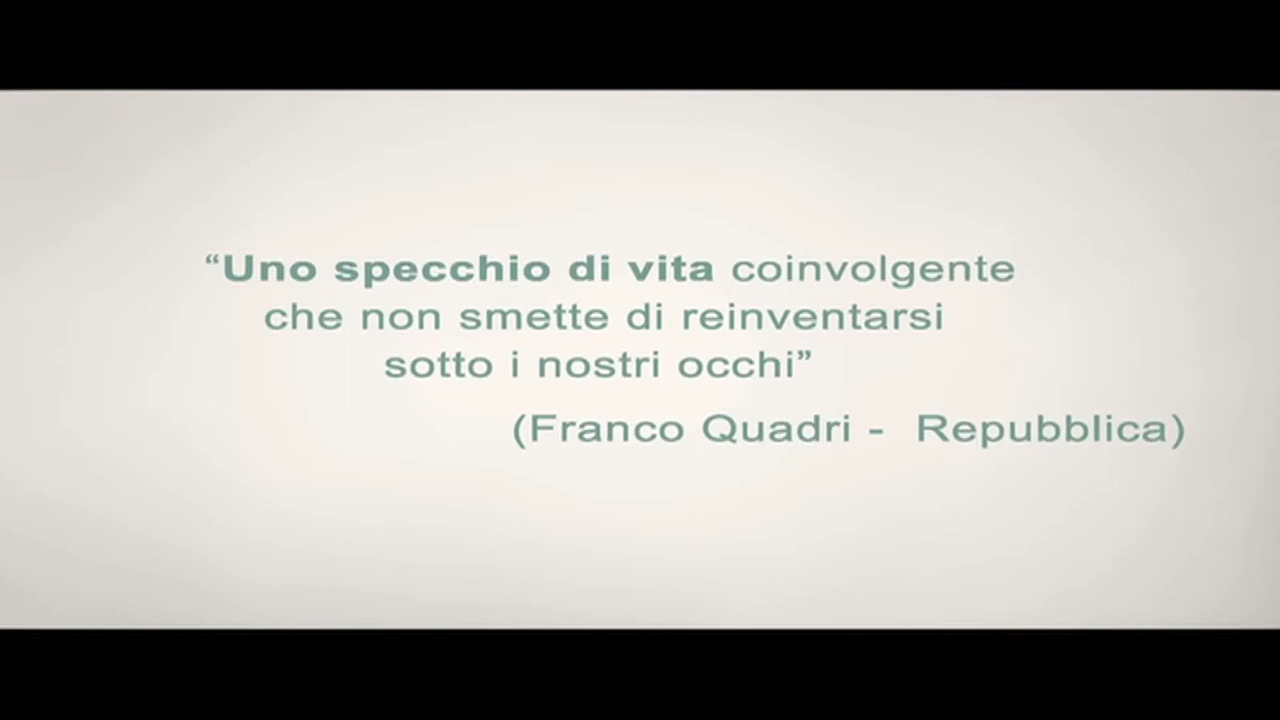 “Uno specchio di vita coinvolgente
che non smette di reinventarsi
sotto i nostri occhi”
(Franco Quadri - Repubblica)